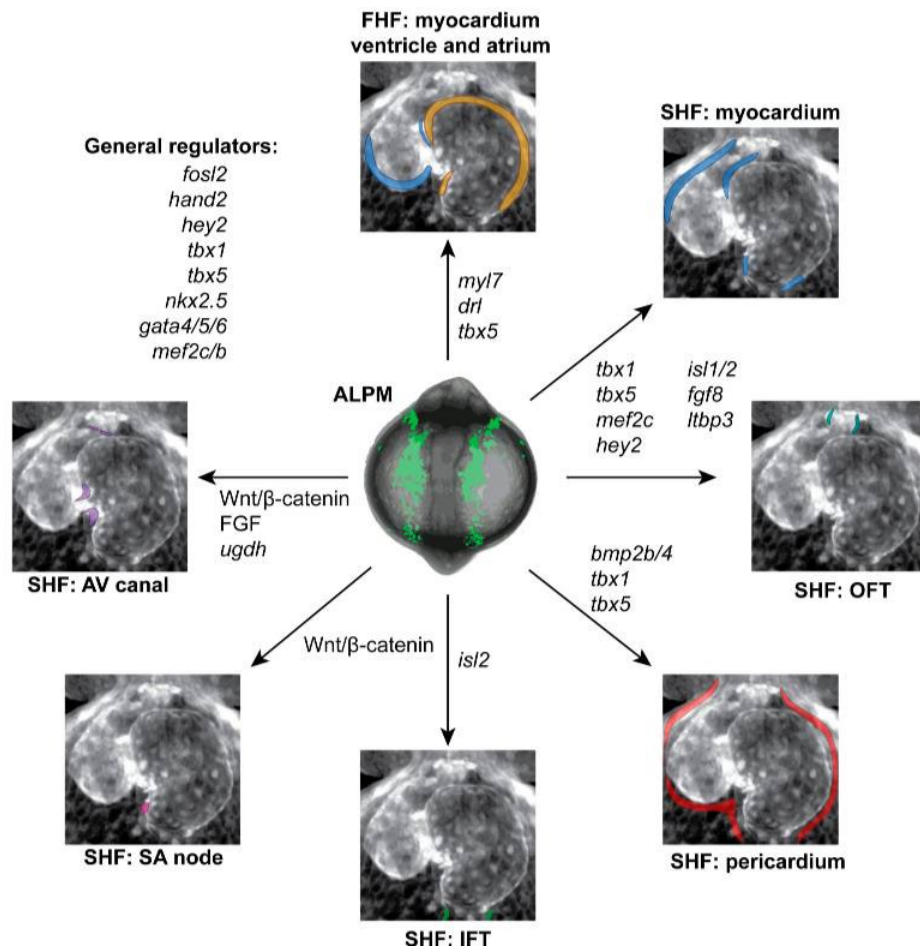 FHF: myocardium
ventricle and atrium
SHF: myocardium
General regulators:
fosl2
hand2
hey2
tbx1
tbx5
nkx2.5
gata4/5/6
mef2c/b
myl7
drl
tbx5
ALPM
tbx1 isl1/2
tbx5 fgf8
mef2c ltbp3
hey2
Wnt/β-catenin
FGF
ugdh
SHF: AV canal
SHF: OFT
bmp2b/4
tbx1
tbx5
Wnt/β-catenin
isl2
SHF: SA node
SHF: pericardium
SHF: IFT